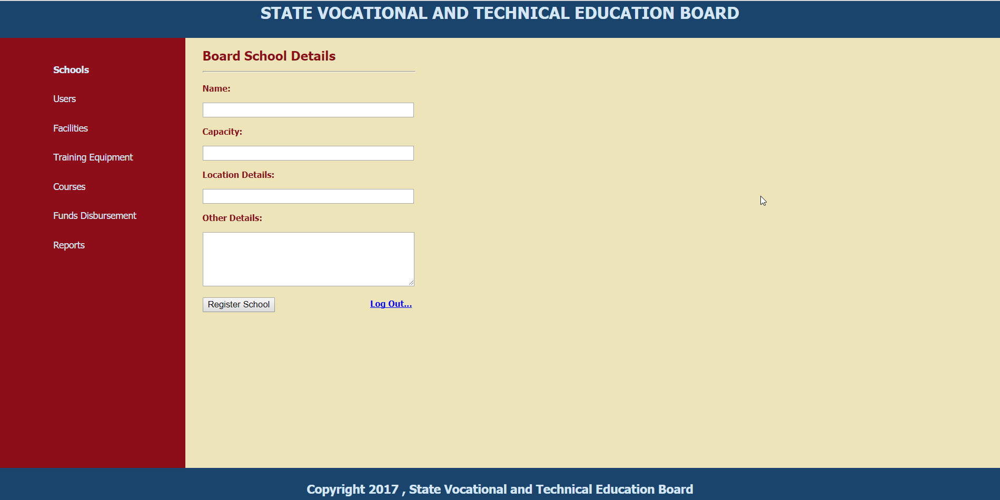 STATE VOCATIONAL AND TECHNICAL EDUCATION BOARD
Schools
Users
Facilities
Training Equipment
Courses
Funds Disbursement
Reports
Board School Details
Name:
Capacity:
Location Details:
Other Details:
Register School
Log Out...
Copyright 2017 , State Vocational and Technical Education Board